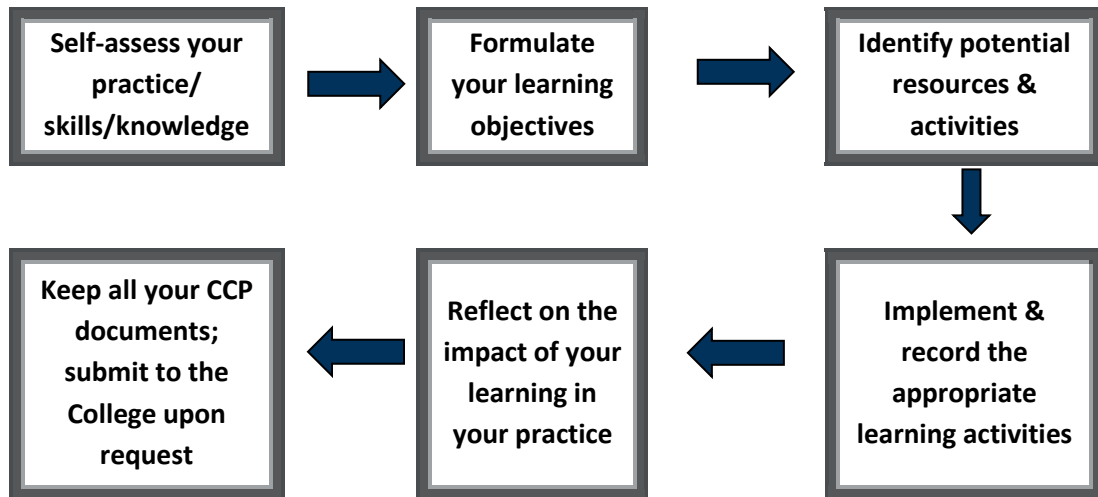 Self-assess your
practice/
skills/knowledge
Formulate
your learning
objectives
Identify potential
resources &
activities
Implement &
record the
appropriate
learning activities
Reflect on the
impact of your
learning in
your practice
Keep all your CCP
documents;
submit to the
College upon
request